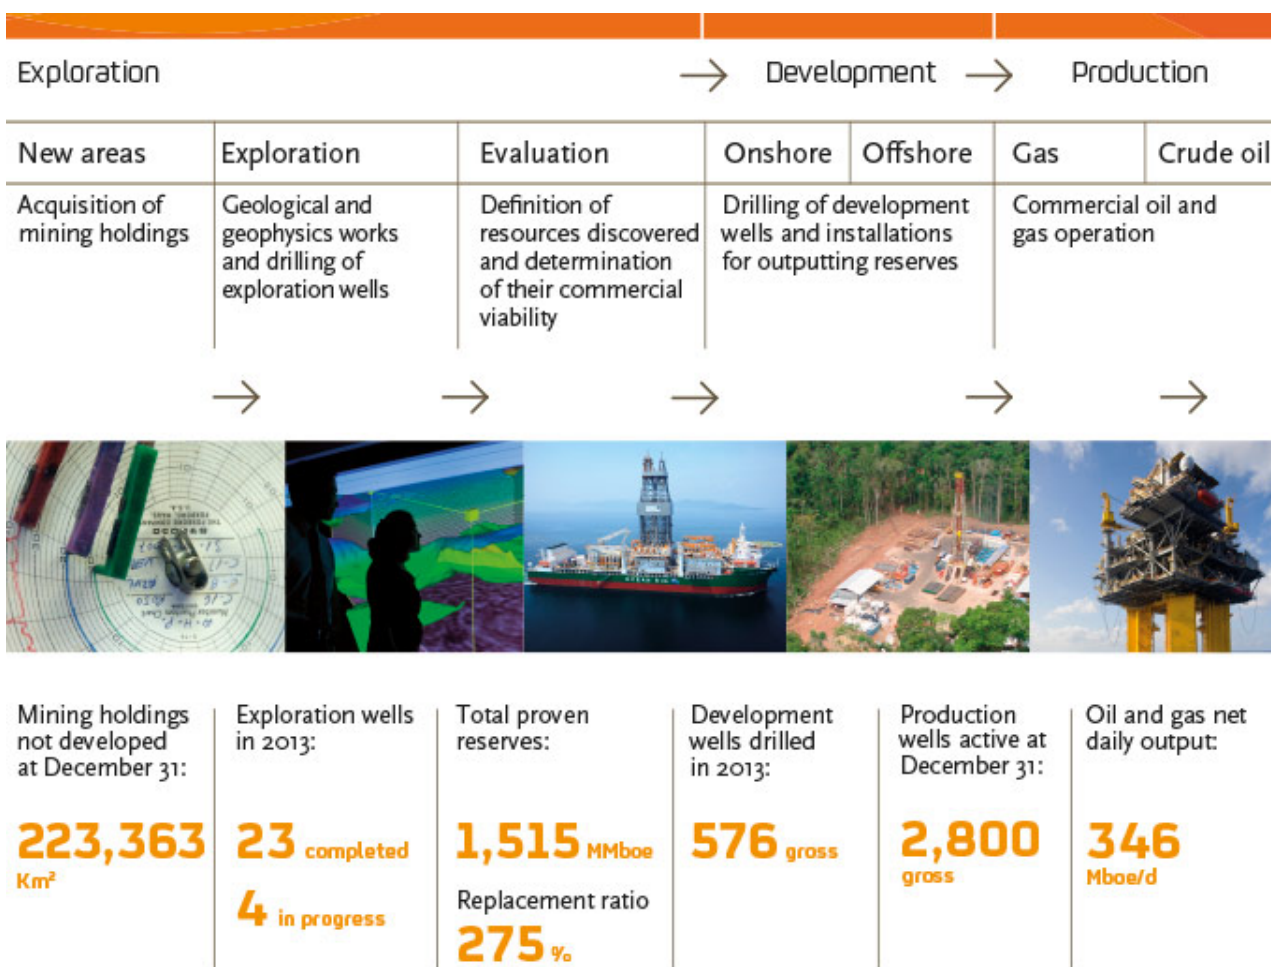 Exploration → Development → Production
New areas Exploration Evaluation Onshore Offshore Gas Crude oil
Acquisition of
mining holdings
Geological and
geophysics works
and drilling of
exploration wells
Definition of
resources discovered
and determination
of their commercial
viability
Drilling of development
wells and installations
for outputting reserves
Commercial oil and
gas operation
Mining holdings
not developed
at December 31:
223,363
Km²
Exploration wells
in 2013:
23 completed
4 in progress
Total proven
reserves:
1,515 MMboe
Replacement ratio
275 %
Development
wells drilled
in 2013:
576 gross
Production
wells active at
December 31:
2,800
gross
Oil and gas net
daily output:
346
Mboe/d